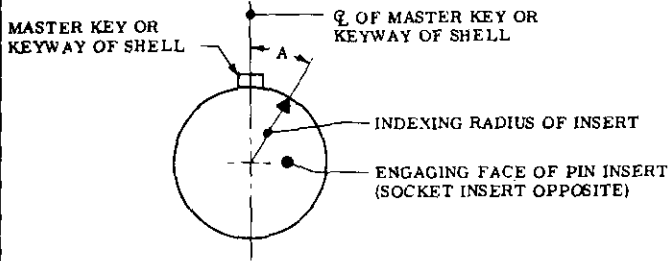 MASTER KEY OR
KEYWAY OF SHELL
℄ OF MASTER KEY OR
KEYWAY OF SHELL
A
INDEXING RADIUS OF INSERT
ENGAGING FACE OF PIN INSERT
(SOCKET INSERT OPPOSITE)